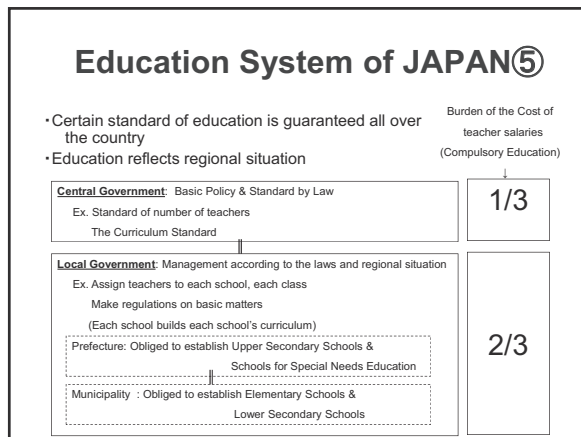 Education System of JAPAN⑤
・Certain standard of education is guaranteed all over
the country
・Education reflects regional situation
Burden of the Cost of
teacher salaries
(Compulsory Education)
↓
Central Government: Basic Policy & Standard by Law
Ex. Standard of number of teachers
The Curriculum Standard
1/3
Local Government: Management according to the laws and regional situation
Ex. Assign teachers to each school, each class
Make regulations on basic matters
(Each school builds each school's curriculum)
Prefecture: Obliged to establish Upper Secondary Schools &
Schools for Special Needs Education
Municipality : Obliged to establish Elementary Schools &
Lower Secondary Schools
2/3